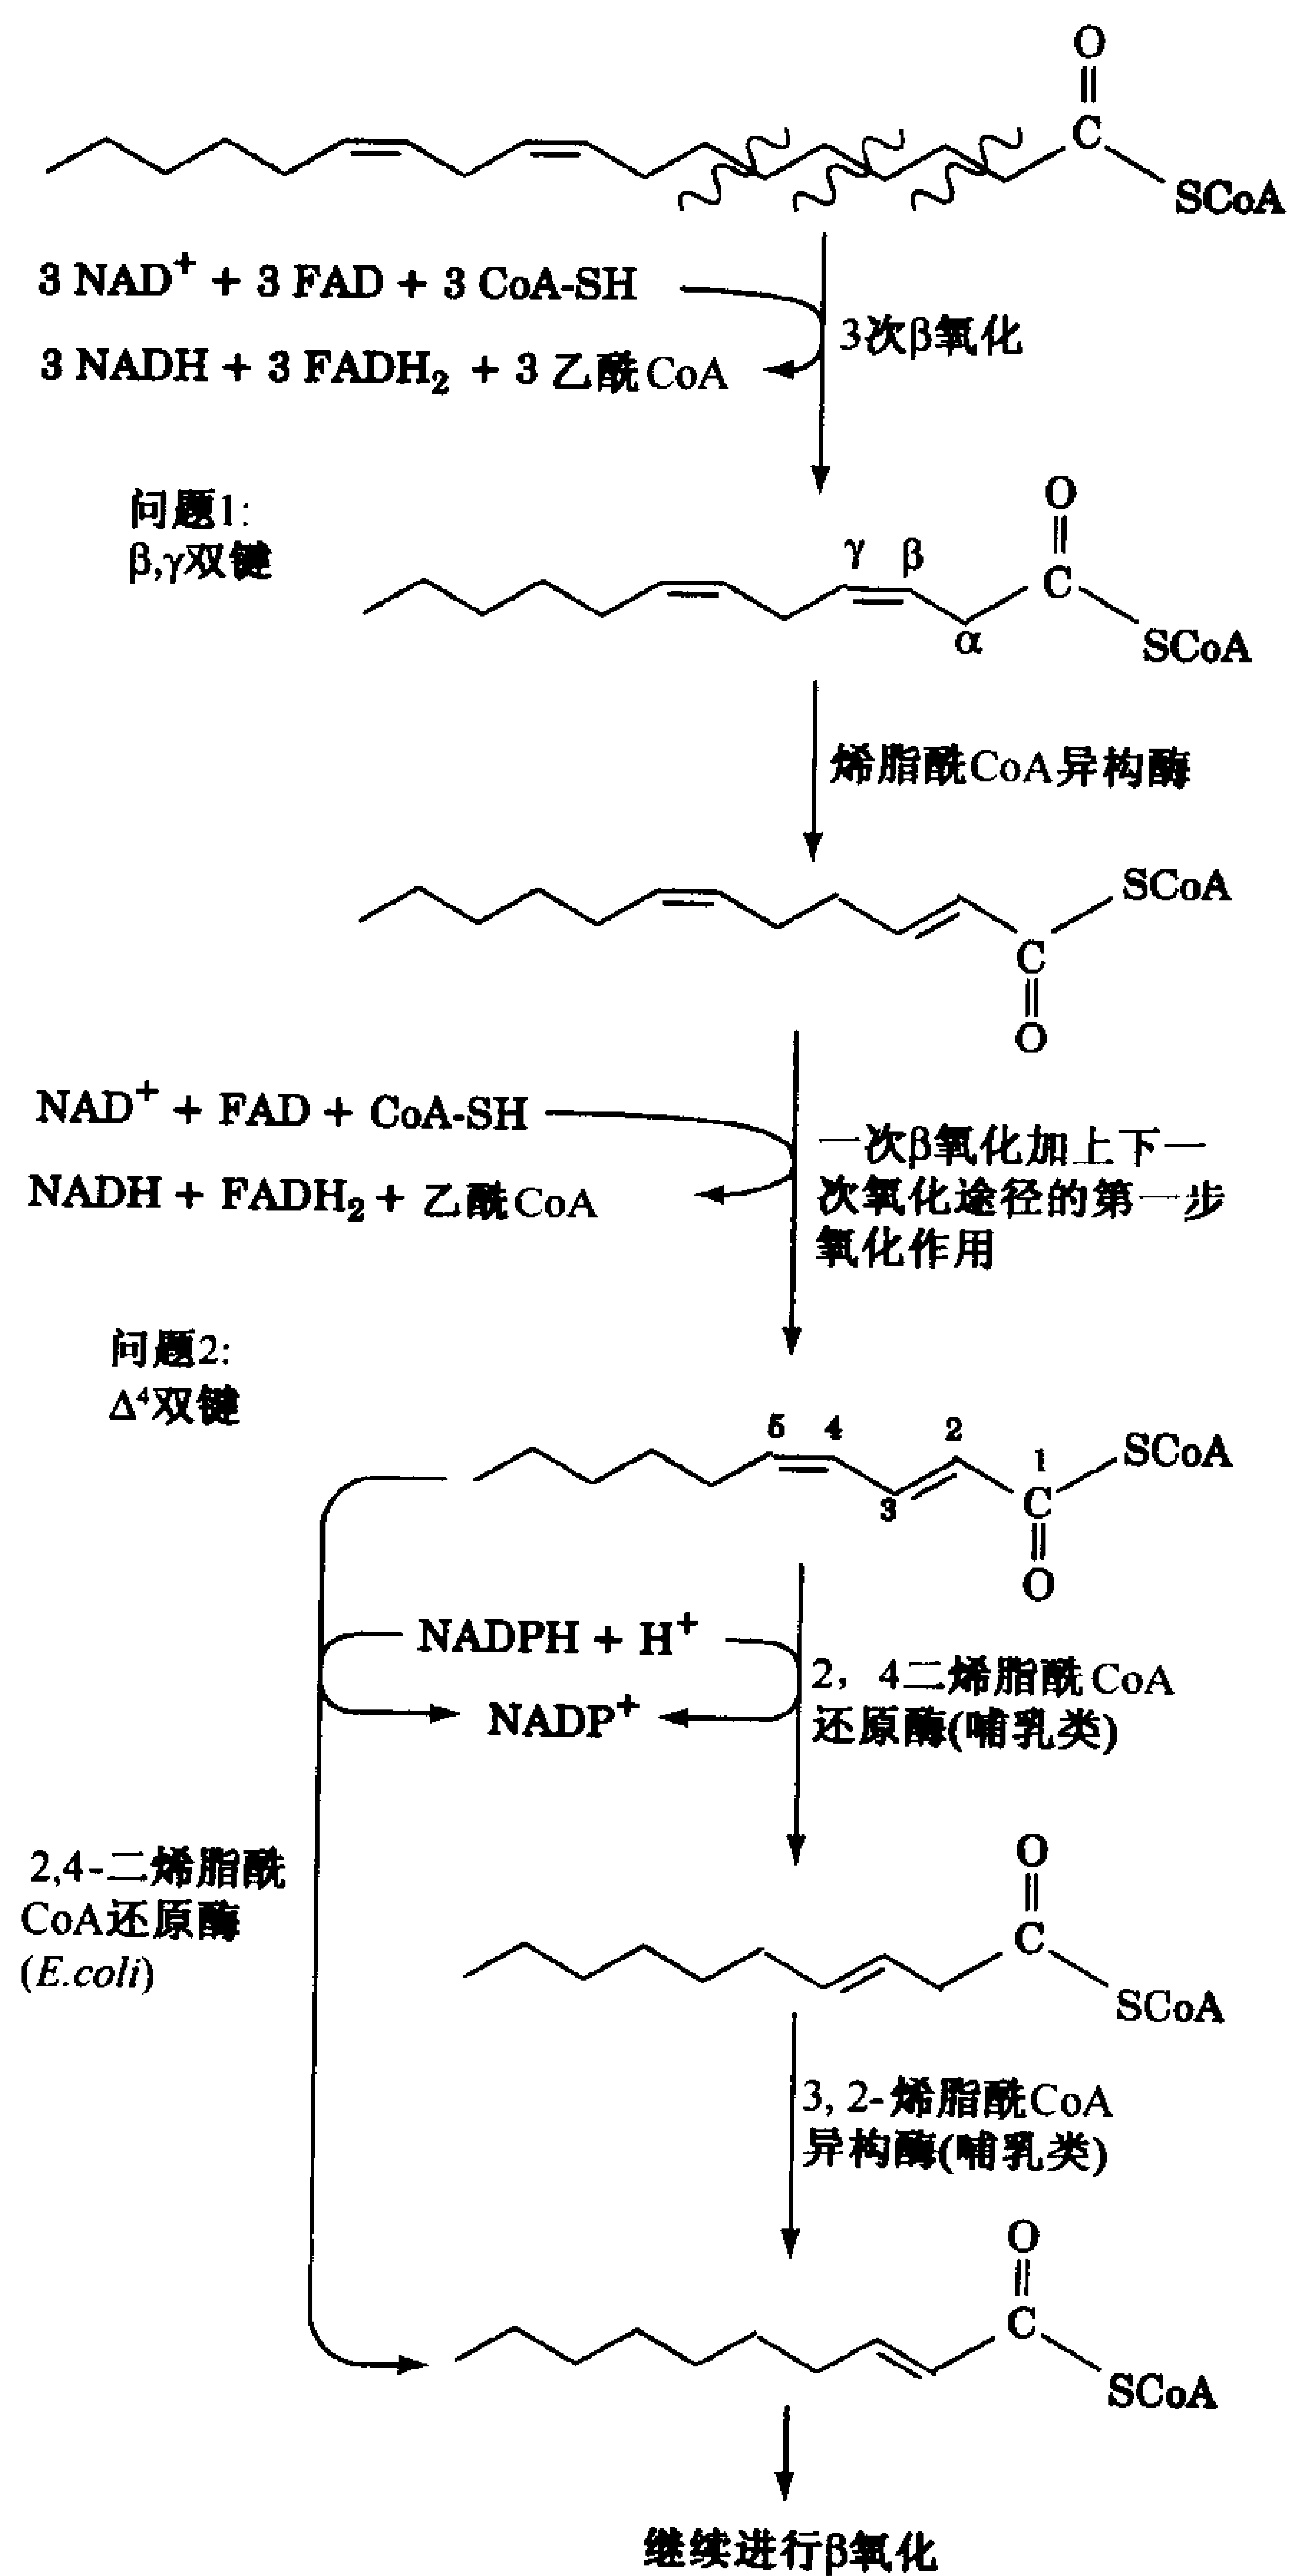 O
C
SCoA
3 NAD⁺ + 3 FAD + 3 CoA-SH
3次β氧化
3 NADH + 3 FADH₂ + 3 乙酰CoA
问题1:
β,γ双键
O
γ β
C
α
SCoA
烯脂酰CoA异构酶
SCoA
C
O
NAD⁺ + FAD + CoA-SH
NADH + FADH₂ + 乙酰CoA
一次β氧化加上下一
次氧化途径的第一步
氧化作用
问题2:
Δ⁴双键
5 4 2 1
SCoA
3
C
O
NADPH + H⁺
NADP⁺
2, 4二烯脂酰CoA
还原酶(哺乳类)
2,4-二烯脂酰
CoA还原酶
(E.coli)
O
C
SCoA
3, 2-烯脂酰CoA
异构酶(哺乳类)
O
C
SCoA
继续进行β氧化